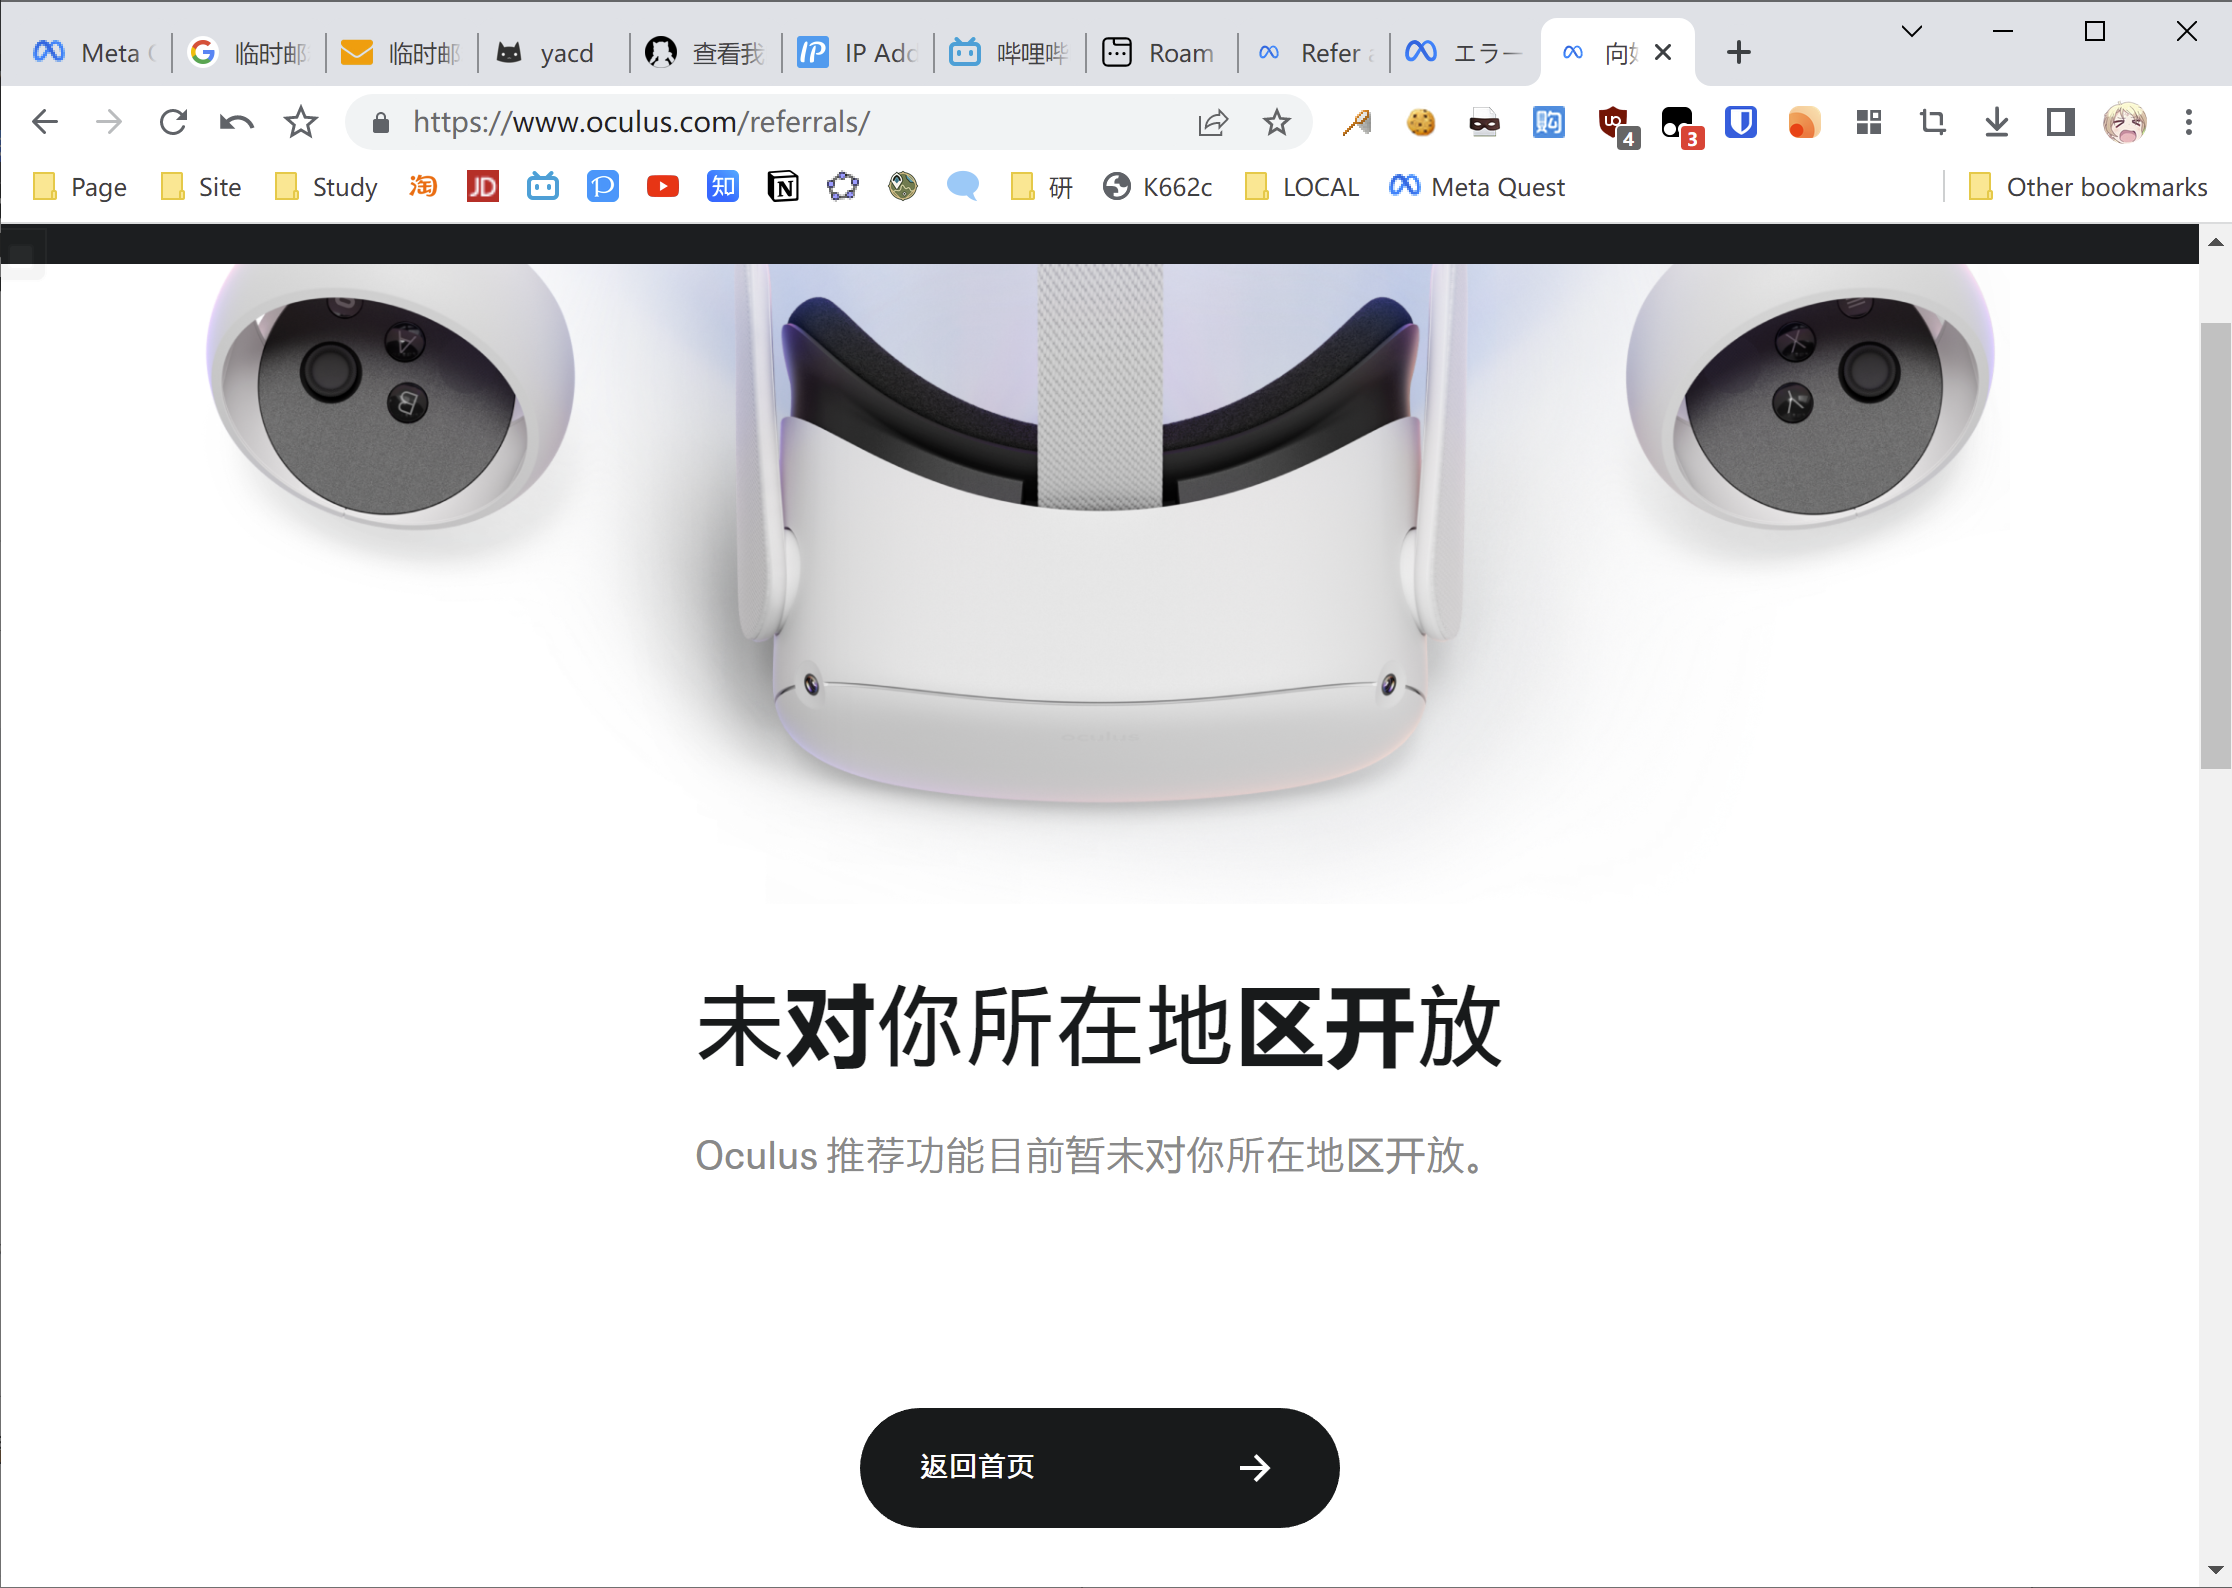 Meta
临时邮
临时邮
yacd
查看我
IP Add
哔哩哔
Roam
Refer a
エラー
向
https://www.oculus.com/referrals/
4
3
Page
Site
Study
淘
JD
知
研
K662c
LOCAL
Meta Quest
Other bookmarks
A
B
X
Y
oculus
未对你所在地区开放
Oculus 推荐功能目前暂未对你所在地区开放。
返回首页